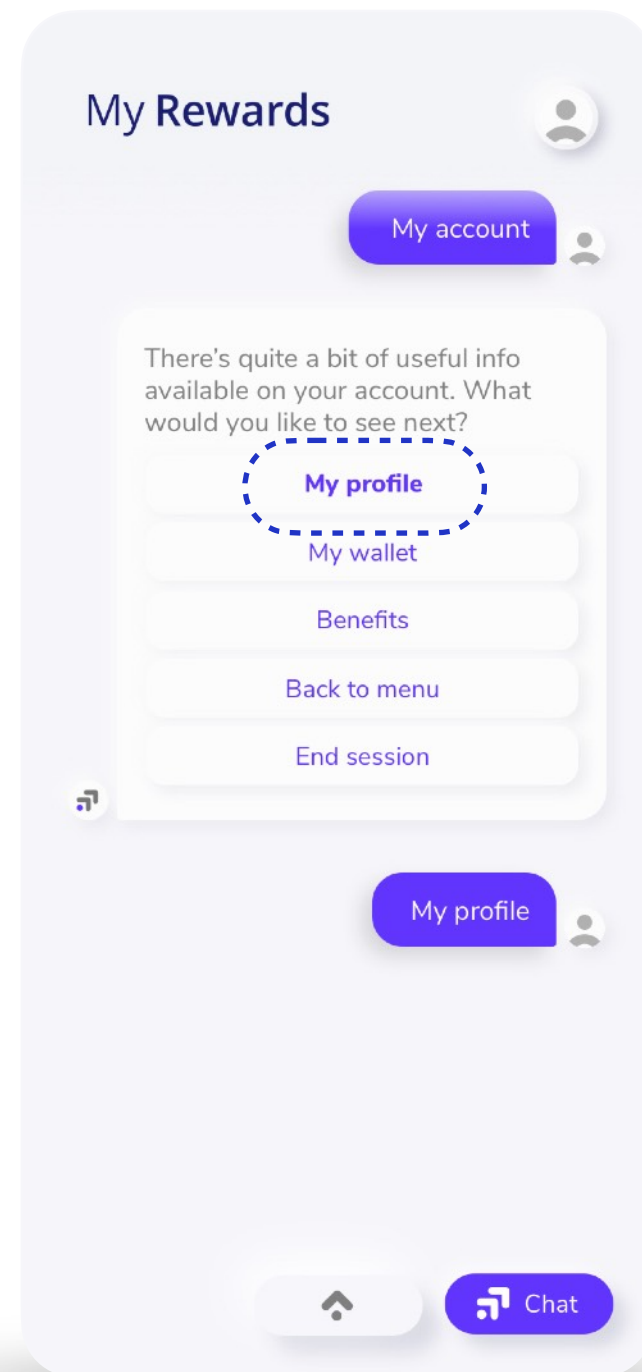 My Rewards
My account
There's quite a bit of useful info
available on your account. What
would you like to see next?
My profile
My wallet
Benefits
Back to menu
End session
My profile
Chat